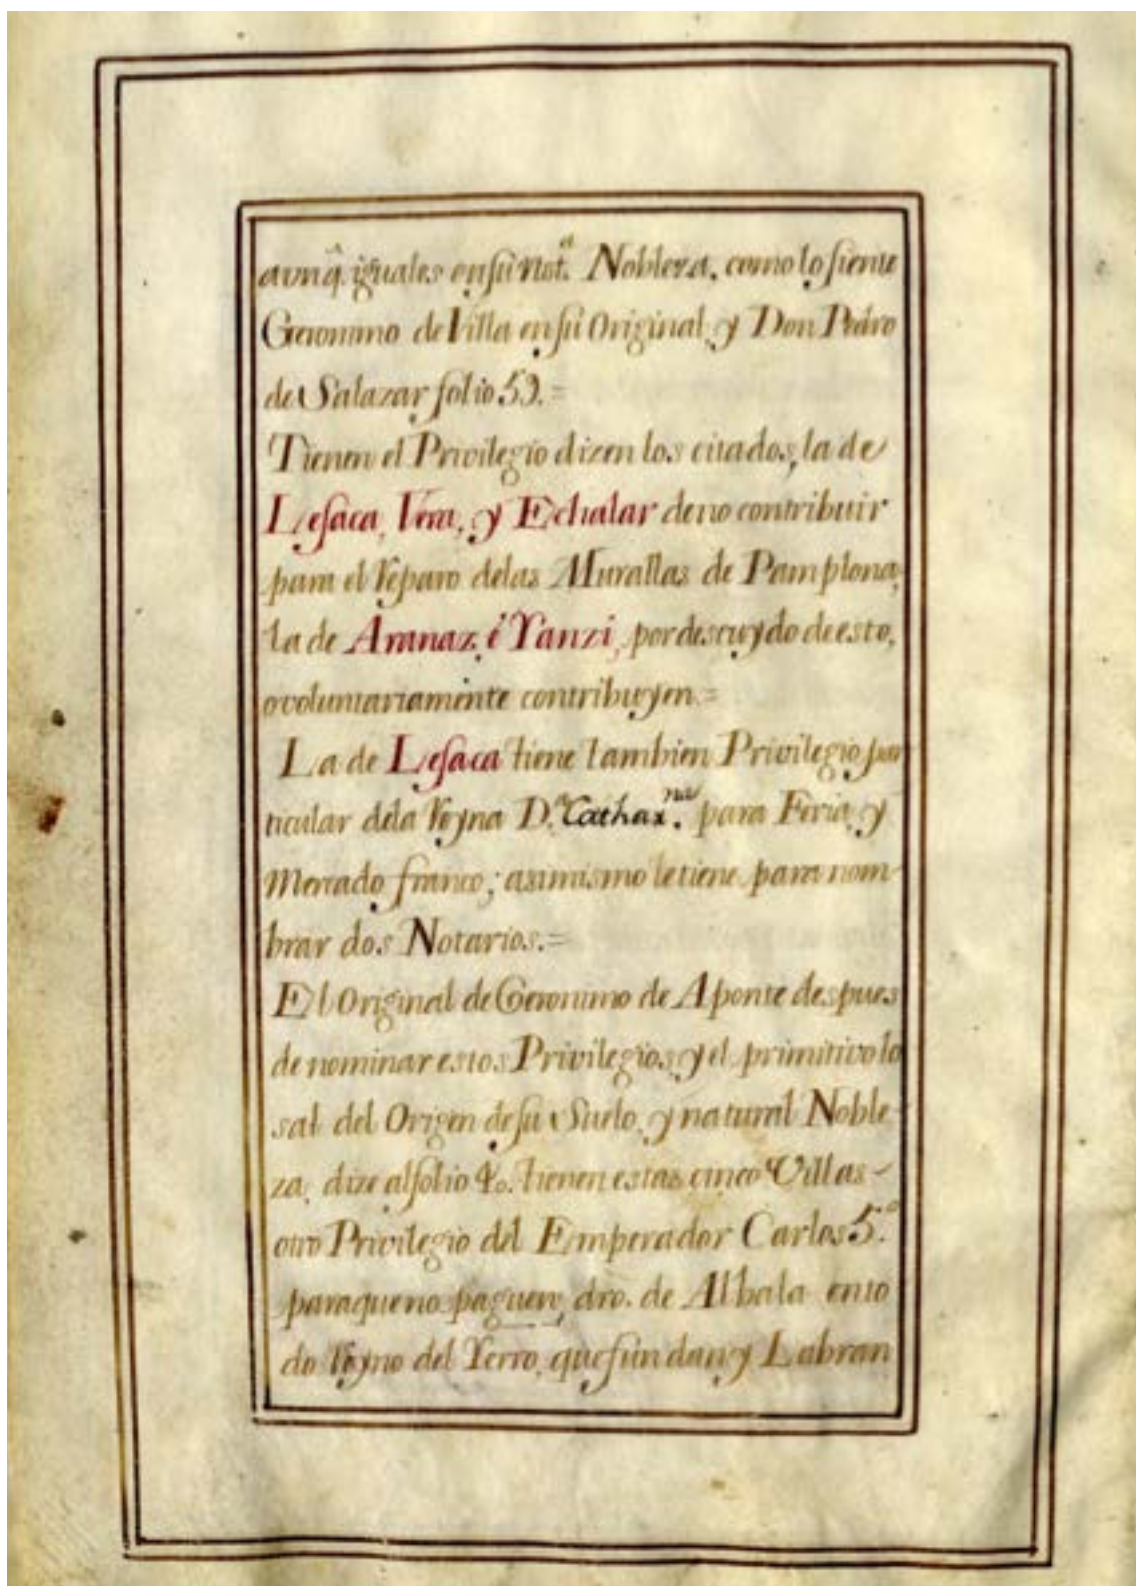 aunq̂. iguales en su nat.ᵃ Nobleza, como lo siente
Geronimo de Villa en su Original, y Don Pedro
de Salazar folio 59.=
Tienen el Privilegio dizen los citados, la de
Lesaca, Vera, y Echalar de no contribuir
para el reparo delas Murallas de Pamplona,
la de Aranaz, é Yanzi, por descuydo de esto,
o voluntariamente contribuyen.=
La de Lesaca tiene tambien Privilegio par
ticular dela Reyna D.ᵃ Cathaꝛ.ⁿᵃ para Feria, y
Mercado franco; asimismo le tiene para nom-
brar dos Notarios.=
El Original de Geronimo de Aponte despues
de nominar estos Privilegios, y el primitivo lo
sal del Origen de su Suelo, y natural Noble-
za, dize al folio tienen estas cinco Villas-
otro Privilegio del Emperador Carlos 5.º
para que no paguen, dro. de Albala en to
do Reyno del Yerro, que fundan y Labran